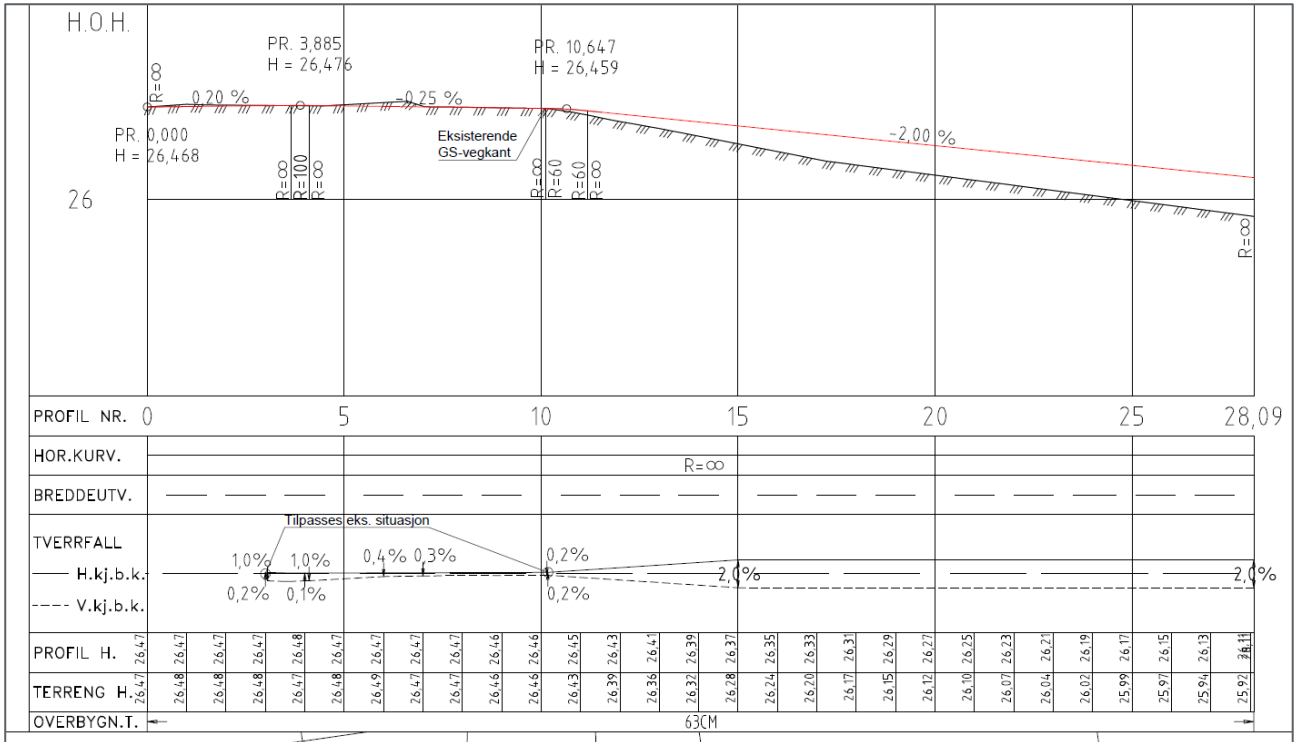 H.O.H.
PR. 3,885
H = 26,476
PR. 10,647
H = 26,459
R=∞
0,20 %
-0,25 %
-2,00 %
PR. 0,000
H = 26,468
Eksisterende
GS-vegkant
R=∞
R=100
R=∞
R=∞
R=60
R=60
R=∞
R=∞
26
PROFIL NR. 0 5 10 15 20 25 28,09
HOR.KURV. R=∞
BREDDEUTV.
Tilpasses eks. situasjon
TVERRFALL
1,0% 1,0% 0,4% 0,3% 0,2%
H.kj.b.k. 2,0% 2,0%
0,2% 0,1% 0,2%
V.kj.b.k.
PROFIL H. 26,47 26,47 26,47 26,47 26,48 26,47 26,47 26,47 26,47 26,46 26,46 26,45 26,43 26,41 26,39 26,37 26,35 26,33 26,31 26,29 26,27 26,25 26,23 26,21 26,19 26,17 26,15 26,13 26,11
TERRENG H. 26,47 26,48 26,48 26,48 26,47 26,48 26,49 26,47 26,47 26,46 26,46 26,43 26,39 26,36 26,32 26,28 26,24 26,20 26,17 26,15 26,12 26,10 26,07 26,04 26,02 25,99 25,97 25,94 25,92
OVERBYGN.T. 63CM